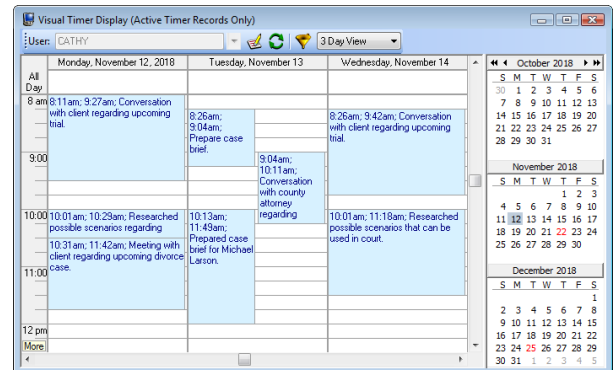 Visual Timer Display (Active Timer Records Only)
User: CATHY 3 Day View
Monday, November 12, 2018 Tuesday, November 13 Wednesday, November 14
All
Day
8 am
9:00
10:00
11:00
12 pm
More
8:11am; 9:27am; Conversation
with client regarding upcoming
trial.
10:01am; 10:29am; Researched
possible scenarios regarding
10:31am; 11:42am; Meeting with
client regarding upcoming divorce
case.
8:26am;
9:04am;
Prepare case
brief.
9:04am;
10:11am;
Conversation
with county
attorney
regarding
10:13am;
11:49am;
Prepared case
brief for Michael
Larson.
8:26am; 9:42am; Conversation
with client regarding upcoming
trial.
10:01am; 11:18am; Researched
possible scenarios that can be
used in court.
October 2018
S M T W T F S
30 1 2 3 4 5 6
7 8 9 10 11 12 13
14 15 16 17 18 19 20
21 22 23 24 25 26 27
28 29 30 31
November 2018
S M T W T F S
1 2 3
4 5 6 7 8 9 10
11 12 13 14 15 16 17
18 19 20 21 22 23 24
25 26 27 28 29 30
December 2018
S M T W T F S
1
2 3 4 5 6 7 8
9 10 11 12 13 14 15
16 17 18 19 20 21 22
23 24 25 26 27 28 29
30 31 1 2 3 4 5